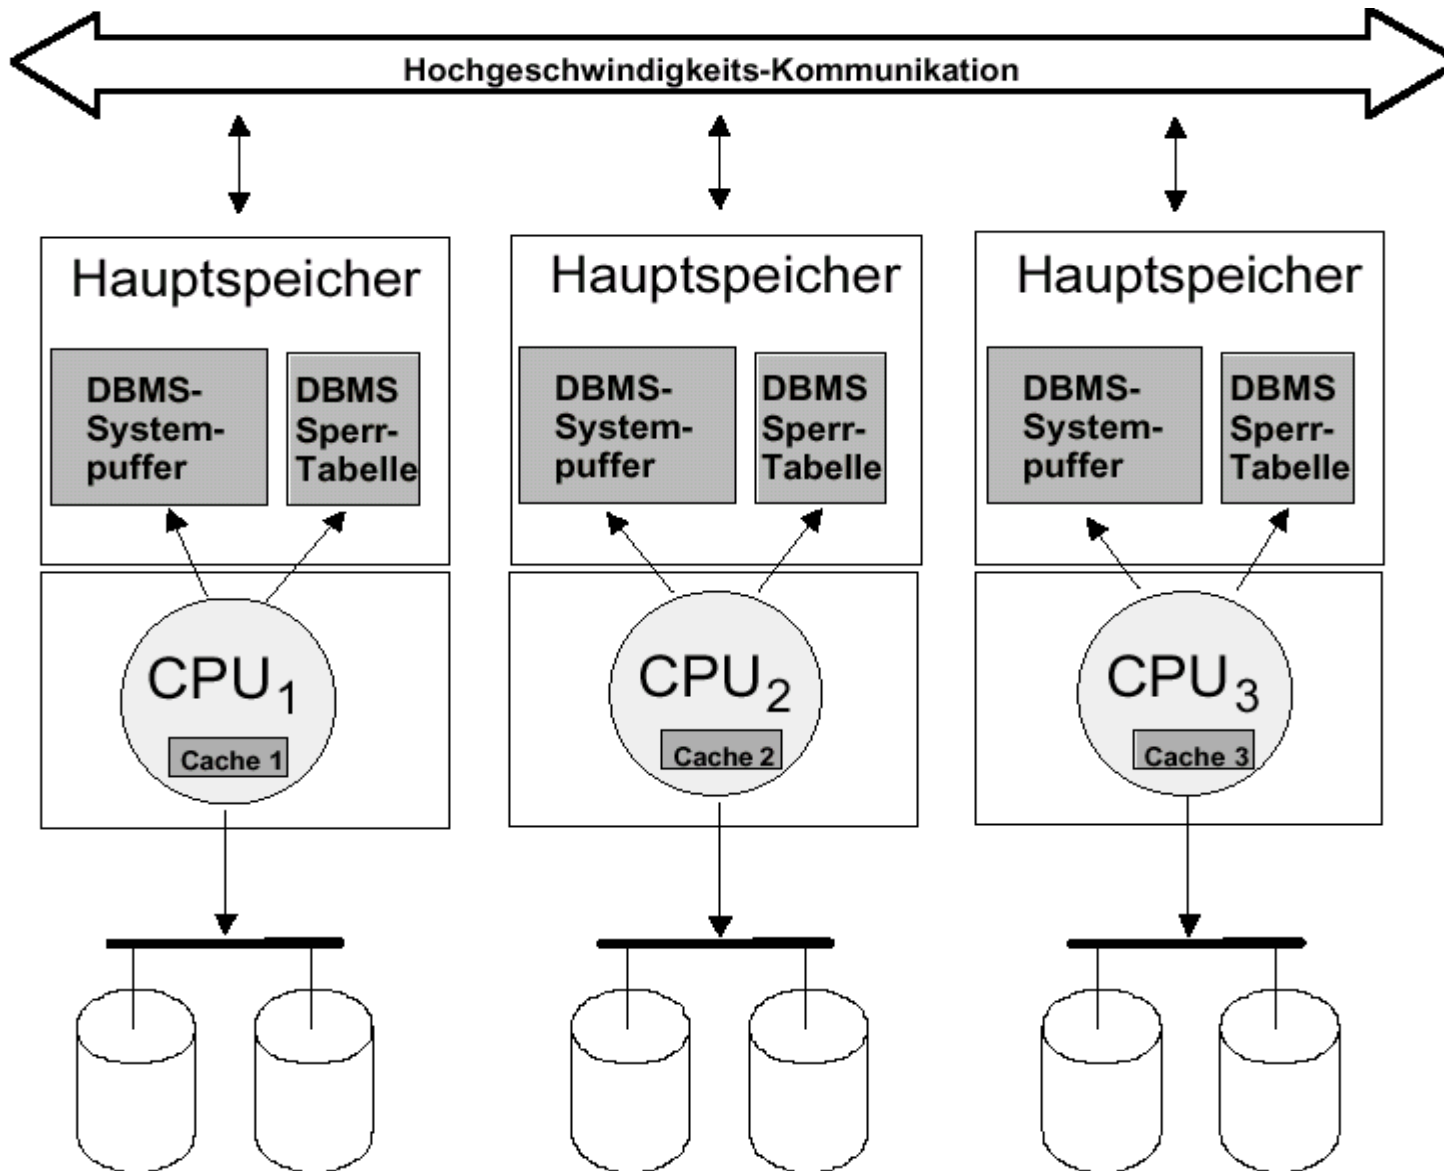 Hochgeschwindigkeits-Kommunikation
Hauptspeicher
DBMS-
System-
puffer
DBMS
Sperr-
Tabelle
CPU1
Cache 1
Hauptspeicher
DBMS-
System-
puffer
DBMS
Sperr-
Tabelle
CPU2
Cache 2
Hauptspeicher
DBMS-
System-
puffer
DBMS
Sperr-
Tabelle
CPU3
Cache 3